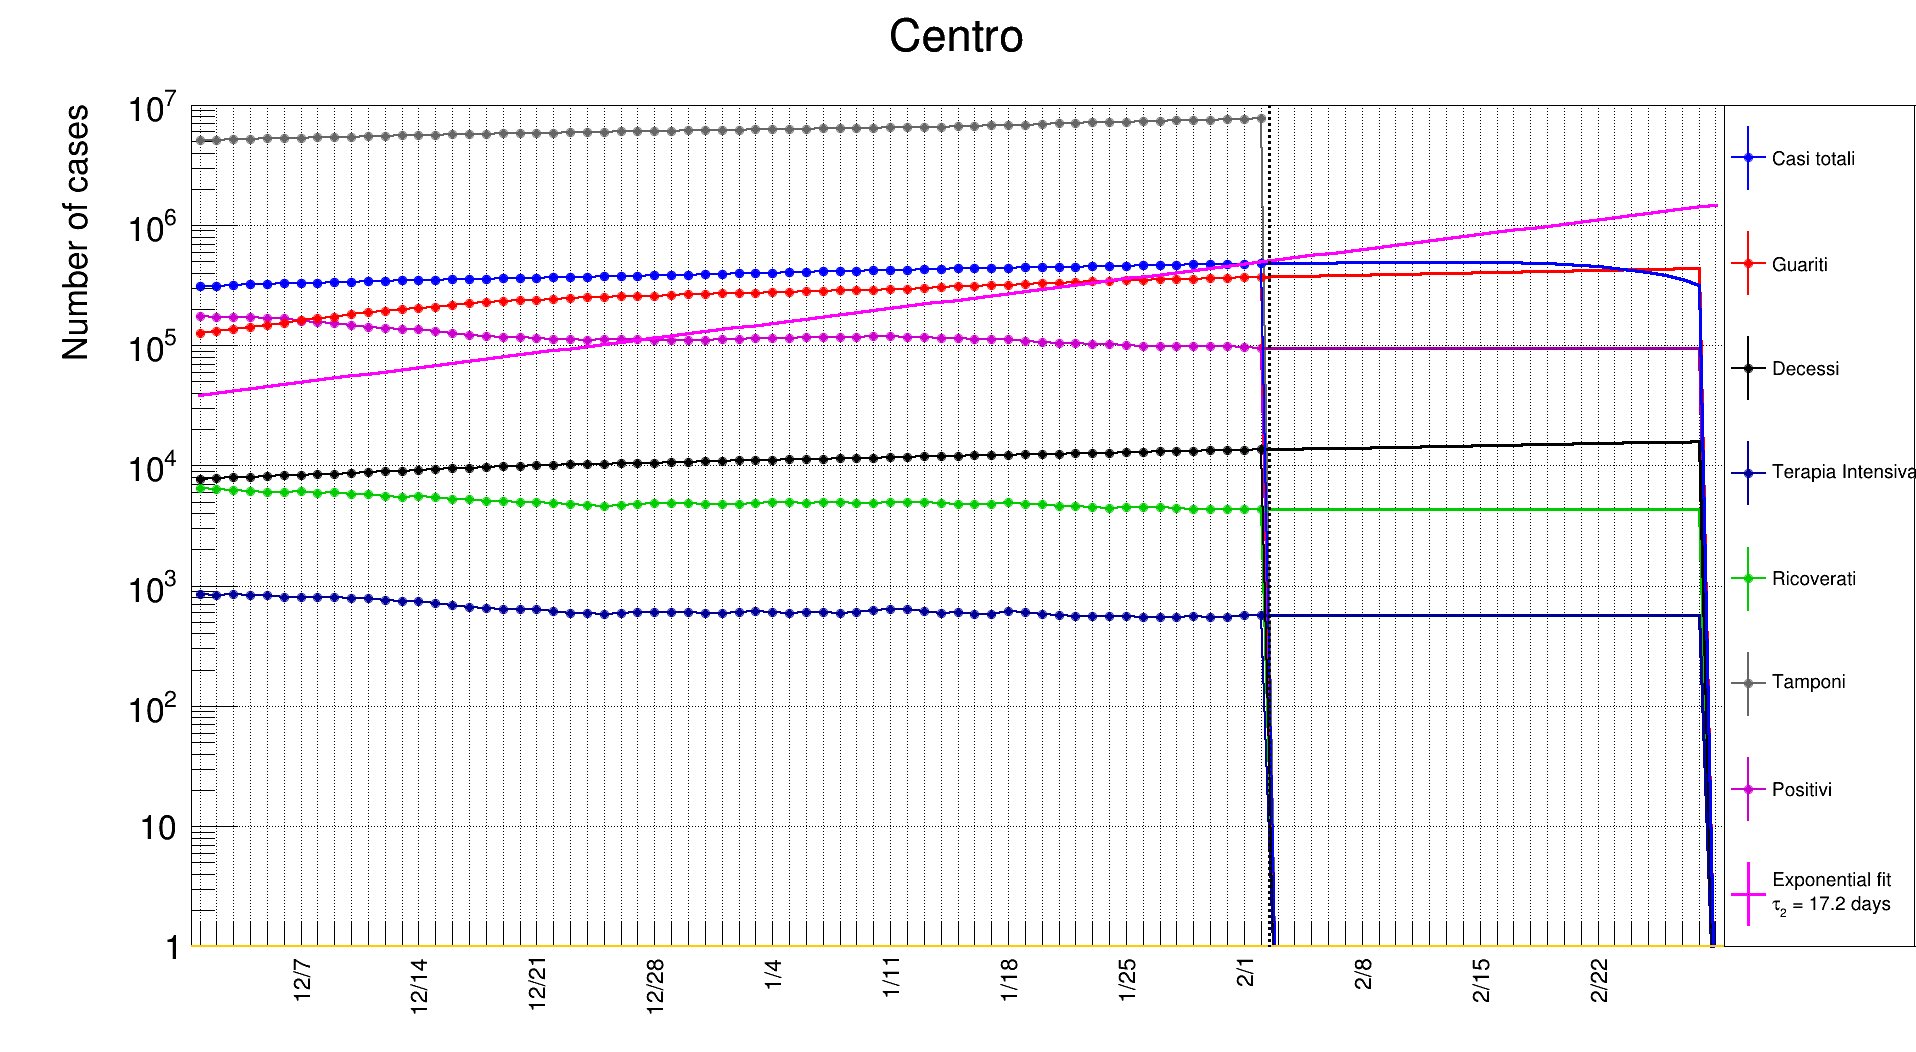 Centro
Number of cases
10^7
10^6
10^5
10^4
10^3
10^2
10
1
12/7
12/14
12/21
12/28
1/4
1/11
1/18
1/25
2/1
2/8
2/15
2/22
Casi totali
Guariti
Decessi
Terapia Intensiva
Ricoverati
Tamponi
Positivi
Exponential fit
τ_2 = 17.2 days